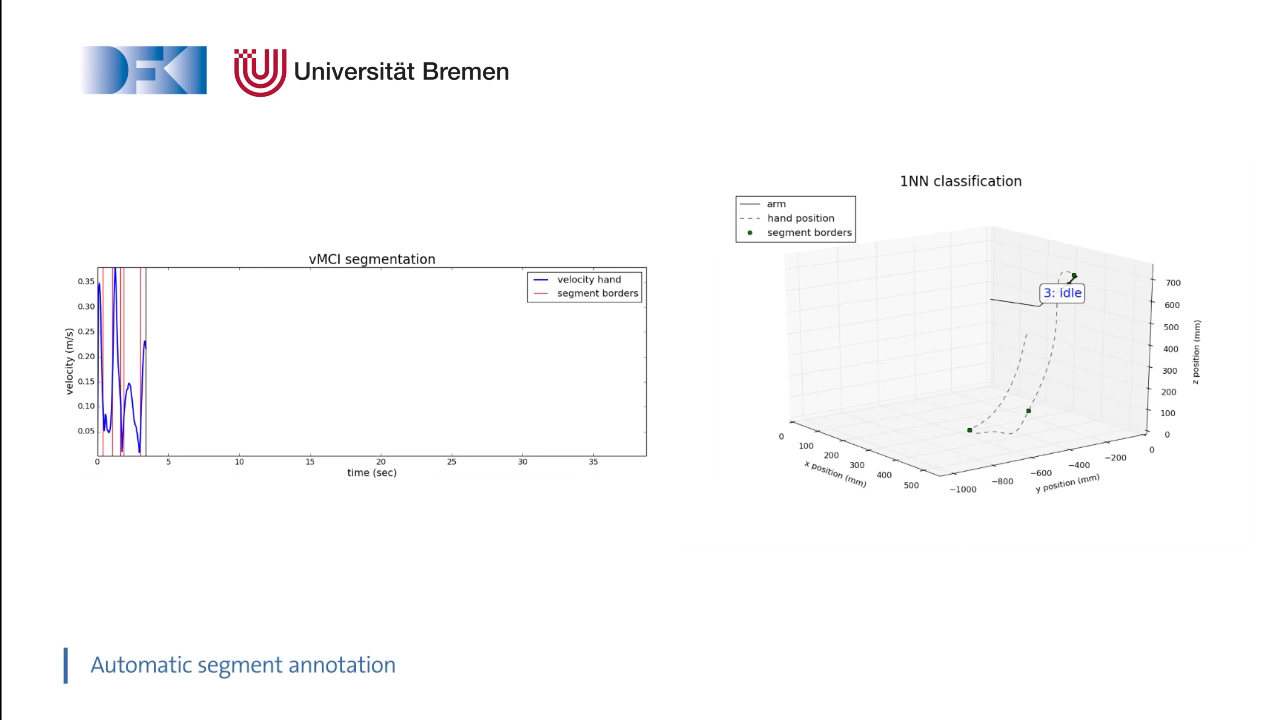 DFKI
Universität Bremen
vMCI segmentation
velocity hand
segment borders
velocity (m/s)
0.35
0.30
0.25
0.20
0.15
0.10
0.05
0 5 10 15 20 25 30 35
time (sec)
1NN classification
arm
hand position
segment borders
3: idle
700
600
500
400
300
200
100
0
z position (mm)
0 100 200 300 400 500
x position (mm)
−1000 −800 −600 −400 −200 0
y position (mm)
Automatic segment annotation